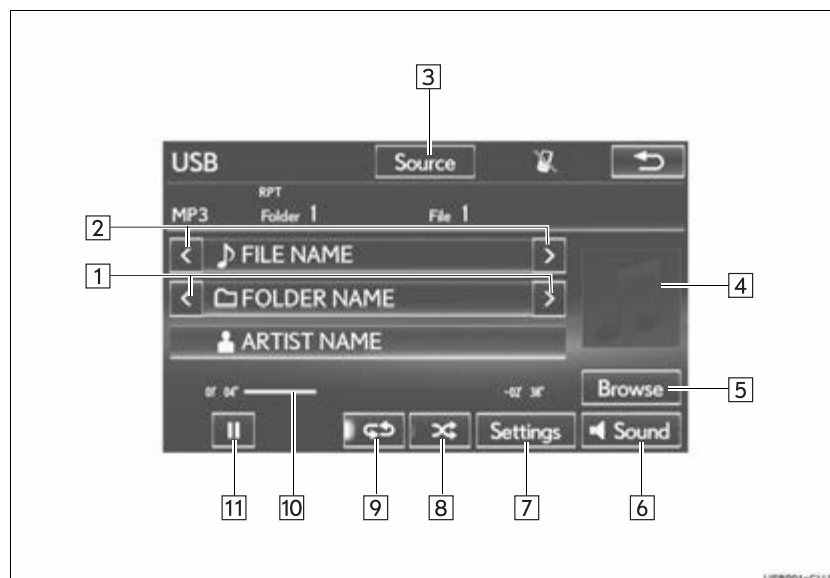 3
USB Source
RPT
MP3 Folder 1 File 1
2
< FILE NAME >
1
< FOLDER NAME >
4
ARTIST NAME
Browse
5
Settings Sound
11 10 9 8 7 6